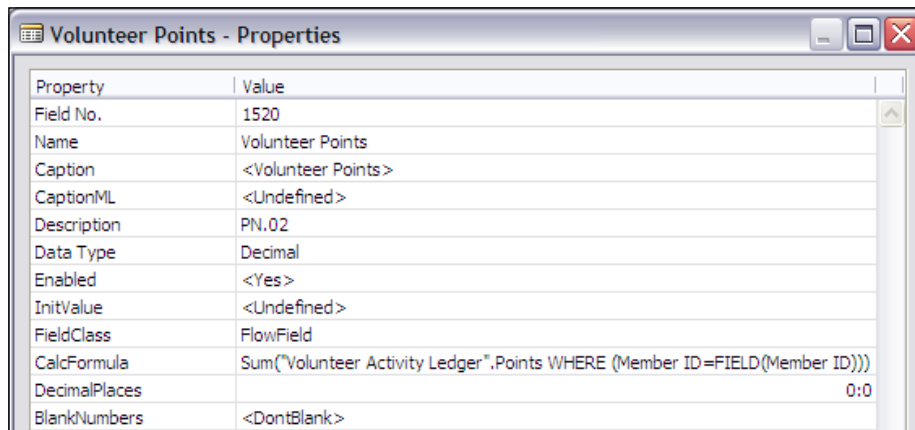 Volunteer Points - Properties
Property Value
Field No. 1520
Name Volunteer Points
Caption <Volunteer Points>
CaptionML <Undefined>
Description PN.02
Data Type Decimal
Enabled <Yes>
InitValue <Undefined>
FieldClass FlowField
CalcFormula Sum("Volunteer Activity Ledger".Points WHERE (Member ID=FIELD(Member ID)))
DecimalPlaces 0:0
BlankNumbers <DontBlank>